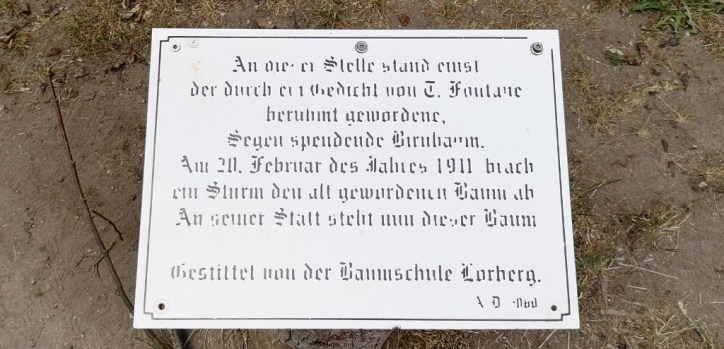 An dieser Stelle stand einst
der durch ein Gedicht von T. Fontane
berühmt gewordene,
Segen spendende Birnbaum.
Am 20. Februar des Jahres 1911 brach
ein Sturm den alt gewordenen Baum ab
An seiner Statt steht nun dieser Baum
Gestiftet von der Baumschule Lorberg.